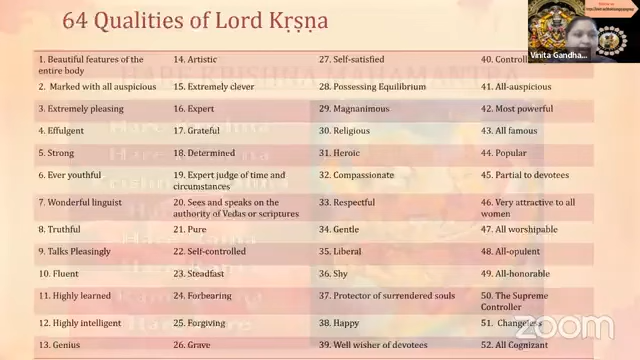 64 Qualities of Lord Kṛṣṇa
1. Beautiful features of the
entire body
2. Marked with all auspicious
3. Extremely pleasing
4. Effulgent
5. Strong
6. Ever youthful
7. Wonderful linguist
8. Truthful
9. Talks Pleasingly
10. Fluent
11. Highly learned
12. Highly intelligent
13. Genius
14. Artistic
15. Extremely clever
16. Expert
17. Grateful
18. Determined
19. Expert judge of time and
circumstances
20. Sees and speaks on the
authority of Vedas or scriptures
21. Pure
22. Self-controlled
23. Steadfast
24. Forbearing
25. Forgiving
26. Grave
27. Self-satisfied
28. Possessing Equilibrium
29. Magnanimous
30. Religious
31. Heroic
32. Compassionate
33. Respectful
34. Gentle
35. Liberal
36. Shy
37. Protector of surrendered souls
38. Happy
39. Well wisher of devotees
40. Control
41. All-auspicious
42. Most powerful
43. All famous
44. Popular
45. Partial to devotees
46. Very attractive to all
women
47. All worshipable
48. All-opulent
49. All-honorable
50. The Supreme
Controller
51. Changeless
52. All Cognizant
Vinita Gandha...
zoom
HARE KRISHNA MAHAMANTRA